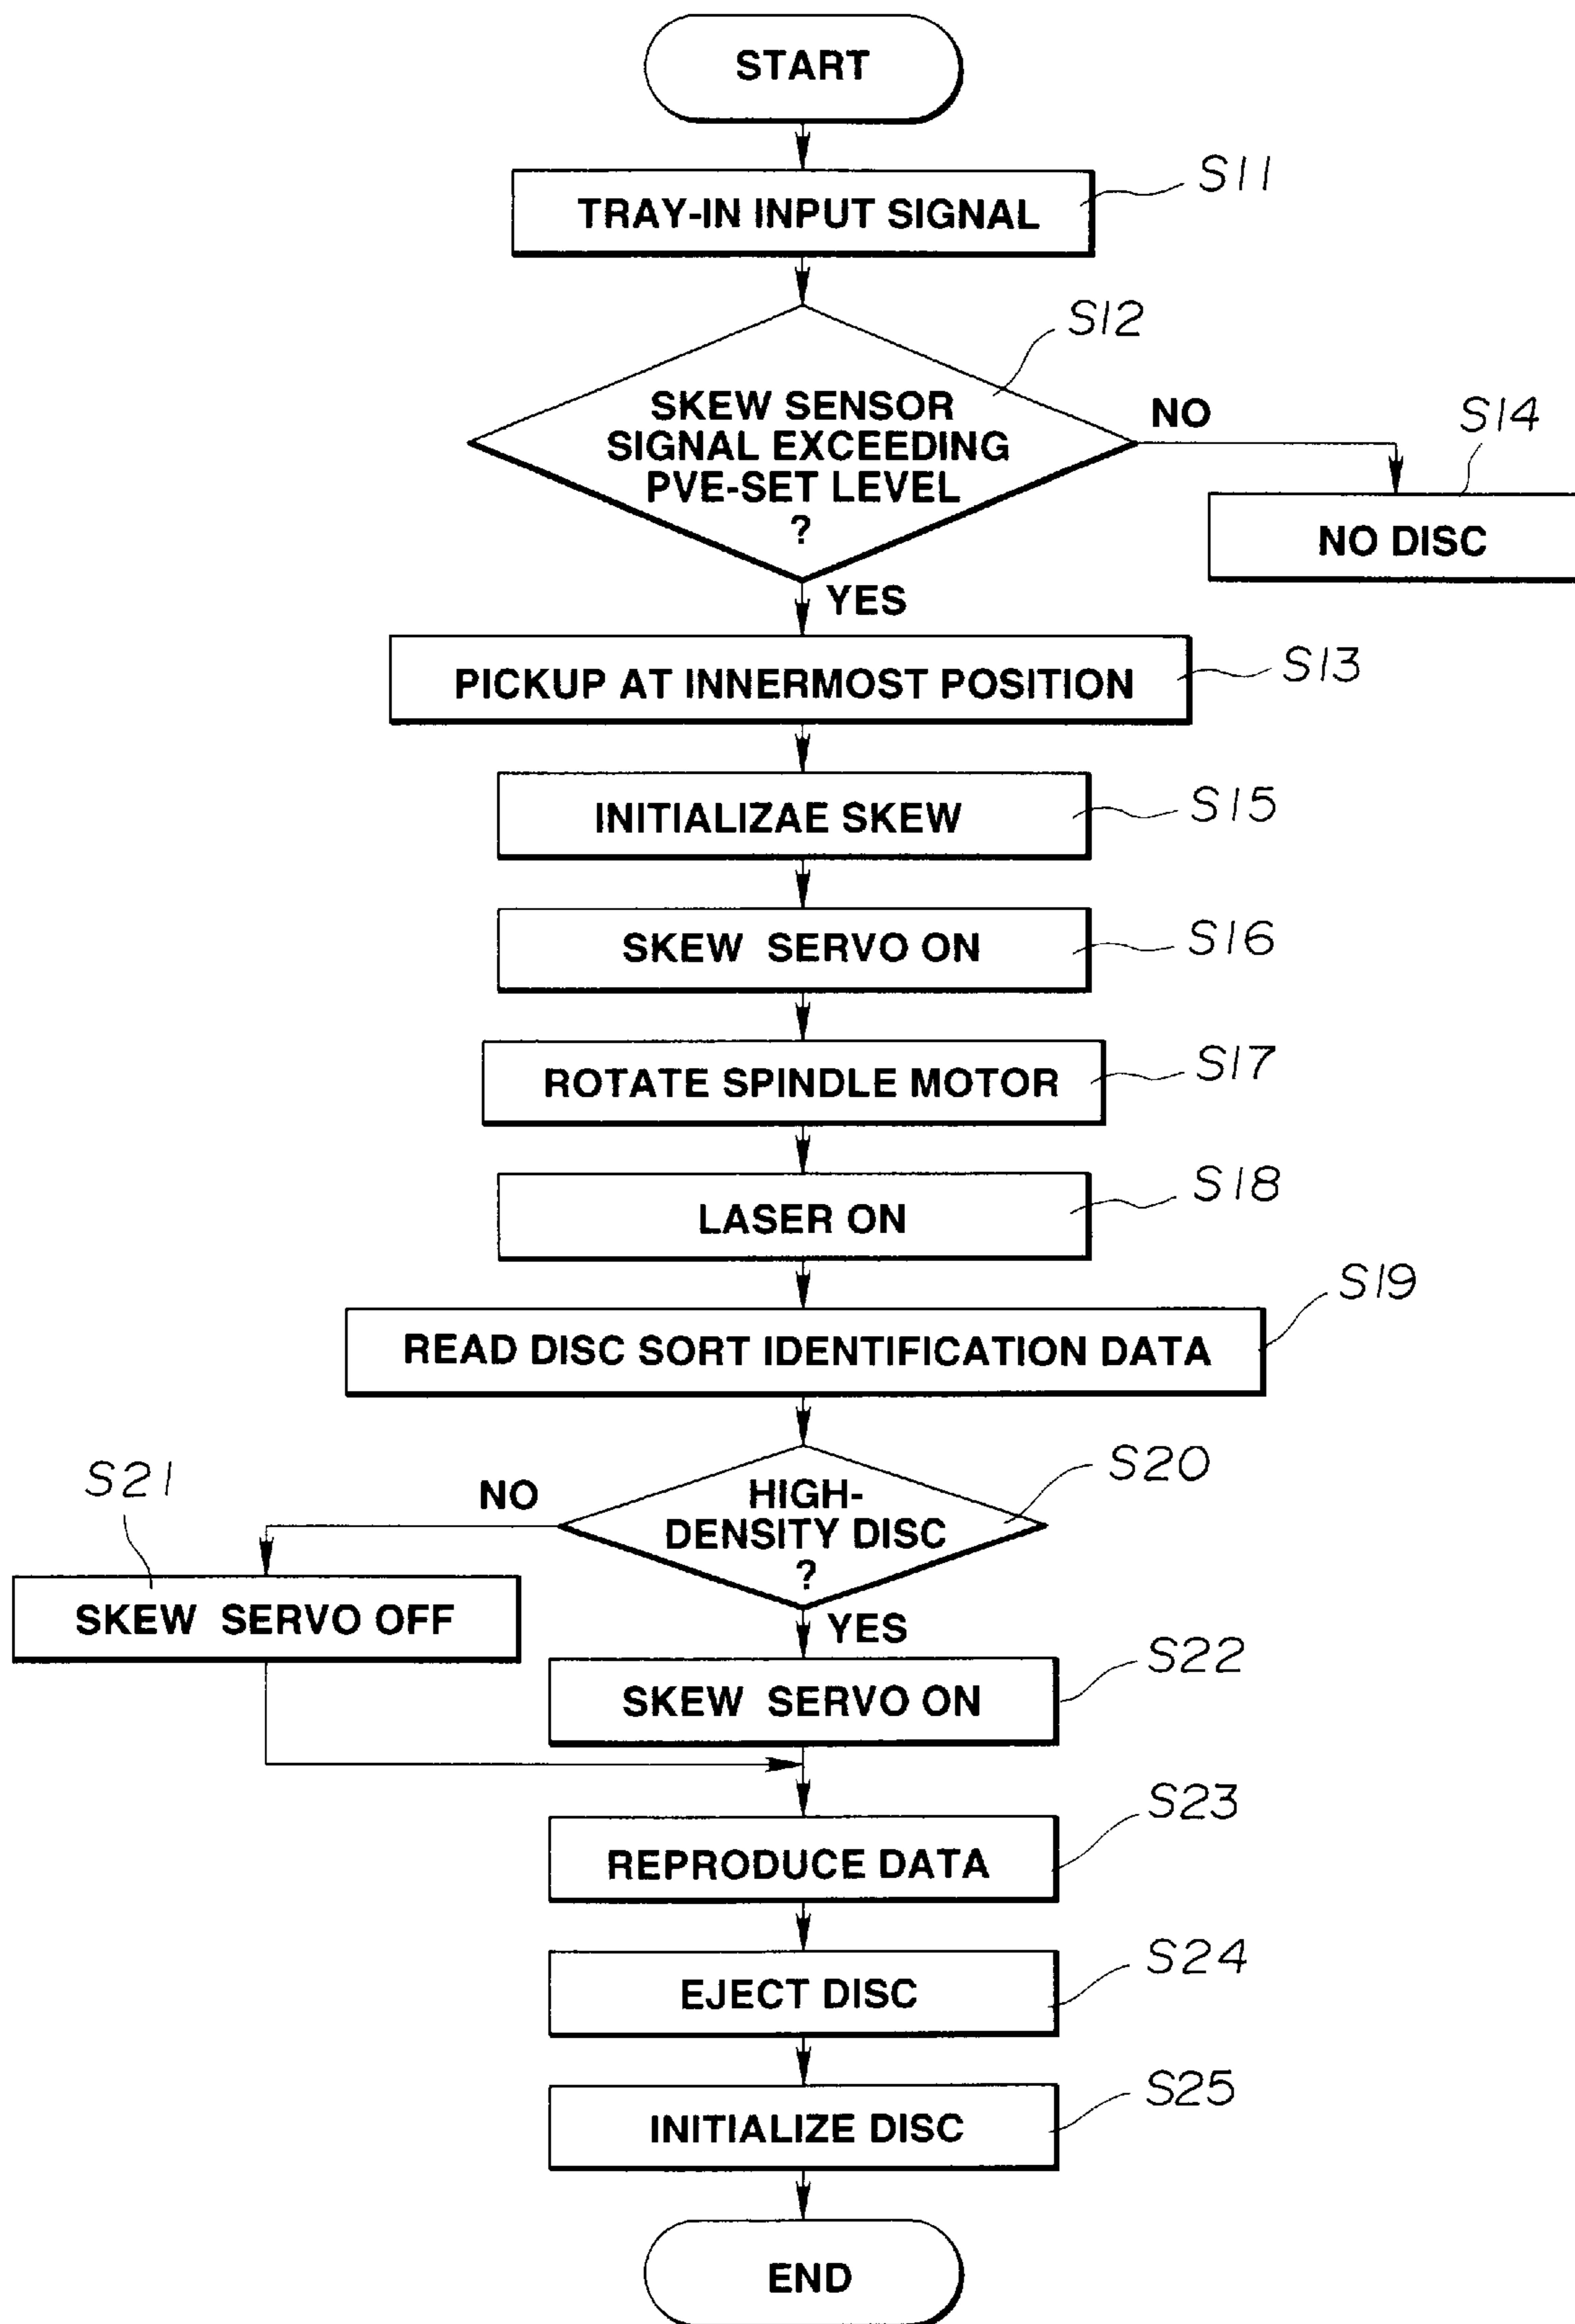 START
S11
TRAY-IN INPUT SIGNAL
S12
SKEW SENSOR
SIGNAL EXCEEDING
PVE-SET LEVEL
?
NO
S14
NO DISC
YES
S13
PICKUP AT INNERMOST POSITION
S15
INITIALIZAE SKEW
S16
SKEW SERVO ON
S17
ROTATE SPINDLE MOTOR
S18
LASER ON
S19
READ DISC SORT IDENTIFICATION DATA
S20
HIGH-
DENSITY DISC
?
NO
S21
SKEW SERVO OFF
YES
S22
SKEW SERVO ON
S23
REPRODUCE DATA
S24
EJECT DISC
S25
INITIALIZE DISC
END